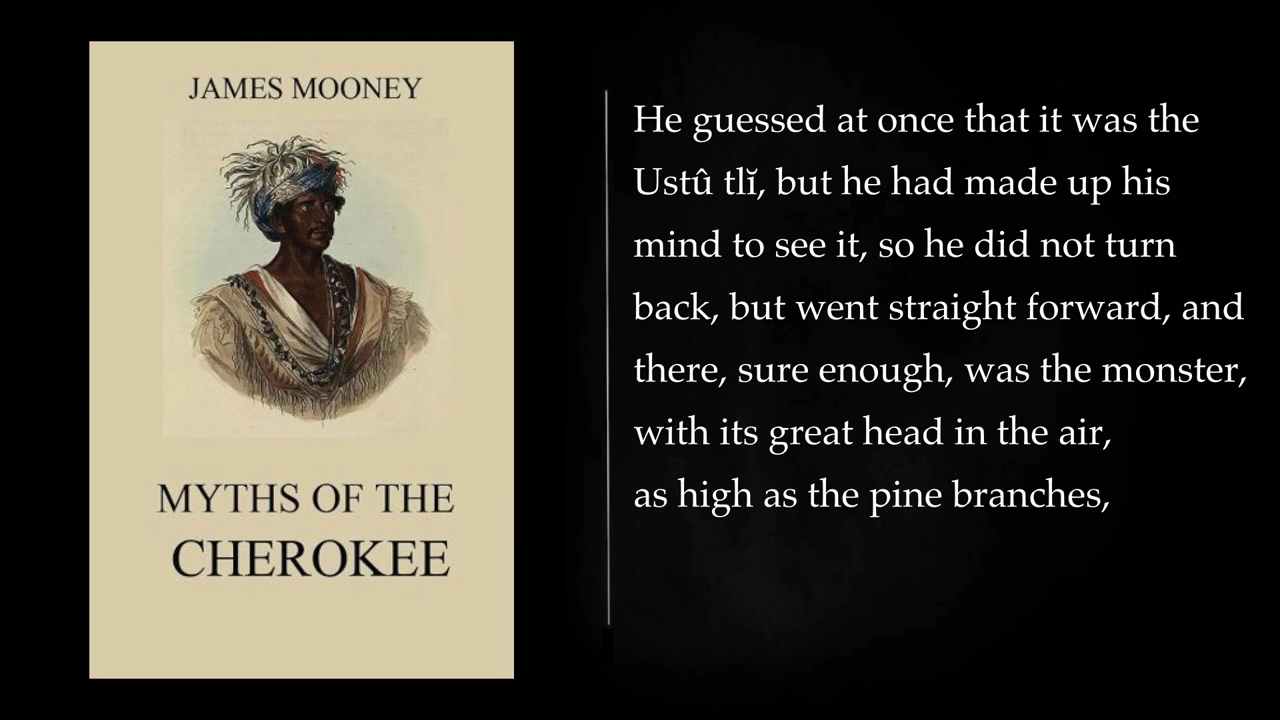 JAMES MOONEY
MYTHS OF THE
CHEROKEE
He guessed at once that it was the
Ustû tlĭ, but he had made up his
mind to see it, so he did not turn
back, but went straight forward, and
there, sure enough, was the monster,
with its great head in the air,
as high as the pine branches,